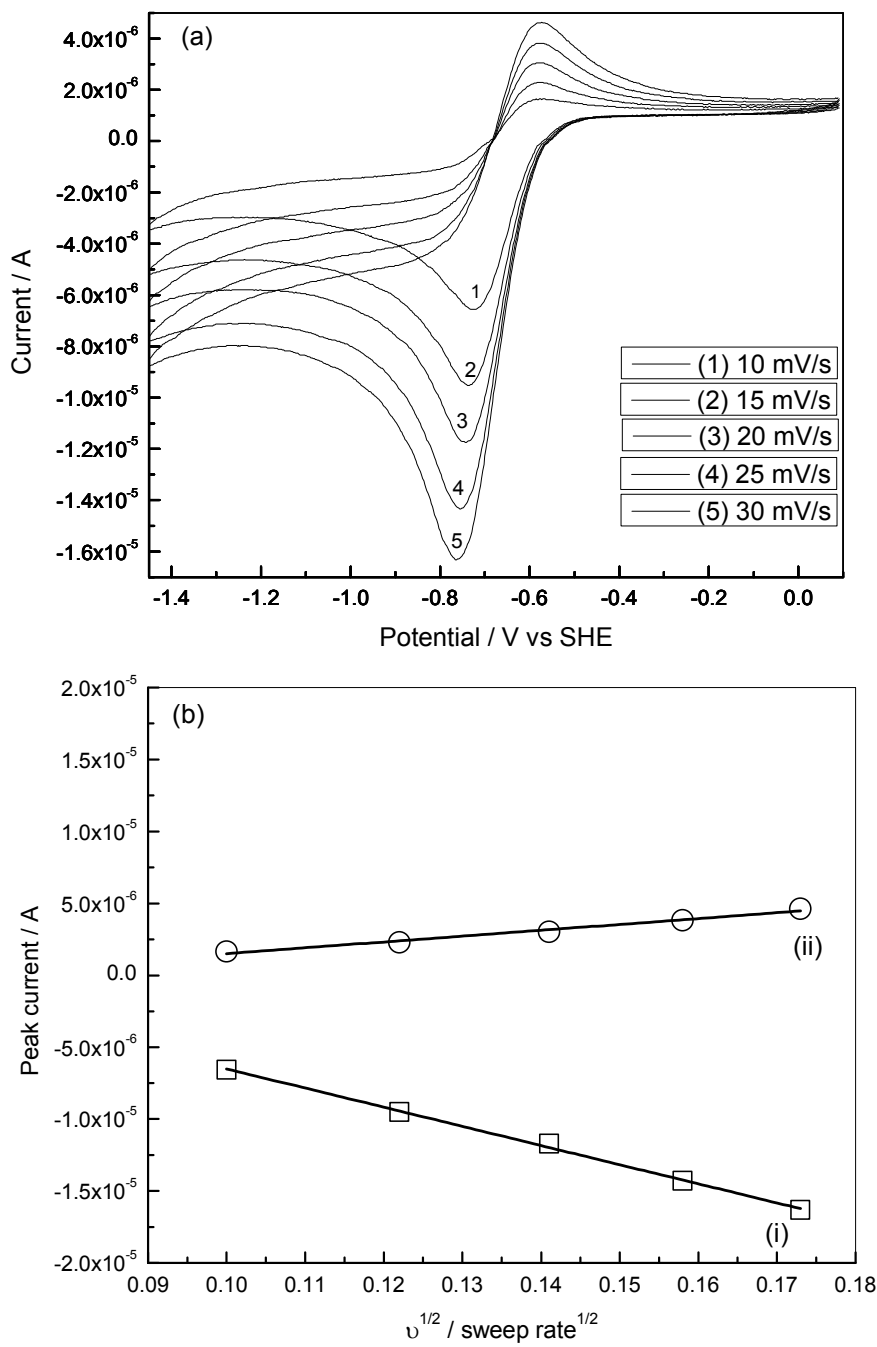 (a)
4.0x10⁻⁶
2.0x10⁻⁶
0.0
-2.0x10⁻⁶
-4.0x10⁻⁶
-6.0x10⁻⁶
-8.0x10⁻⁶
-1.0x10⁻⁵
-1.2x10⁻⁵
-1.4x10⁻⁵
-1.6x10⁻⁵
Current / A
1
2
3
4
5
(1) 10 mV/s
(2) 15 mV/s
(3) 20 mV/s
(4) 25 mV/s
(5) 30 mV/s
-1.4 -1.2 -1.0 -0.8 -0.6 -0.4 -0.2 0.0
Potential / V vs SHE
(b)
2.0x10⁻⁵
1.5x10⁻⁵
1.0x10⁻⁵
5.0x10⁻⁶
0.0
-5.0x10⁻⁶
-1.0x10⁻⁵
-1.5x10⁻⁵
-2.0x10⁻⁵
Peak current / A
(ii)
(i)
0.09 0.10 0.11 0.12 0.13 0.14 0.15 0.16 0.17 0.18
υ¹ᐟ² / sweep rate¹ᐟ²